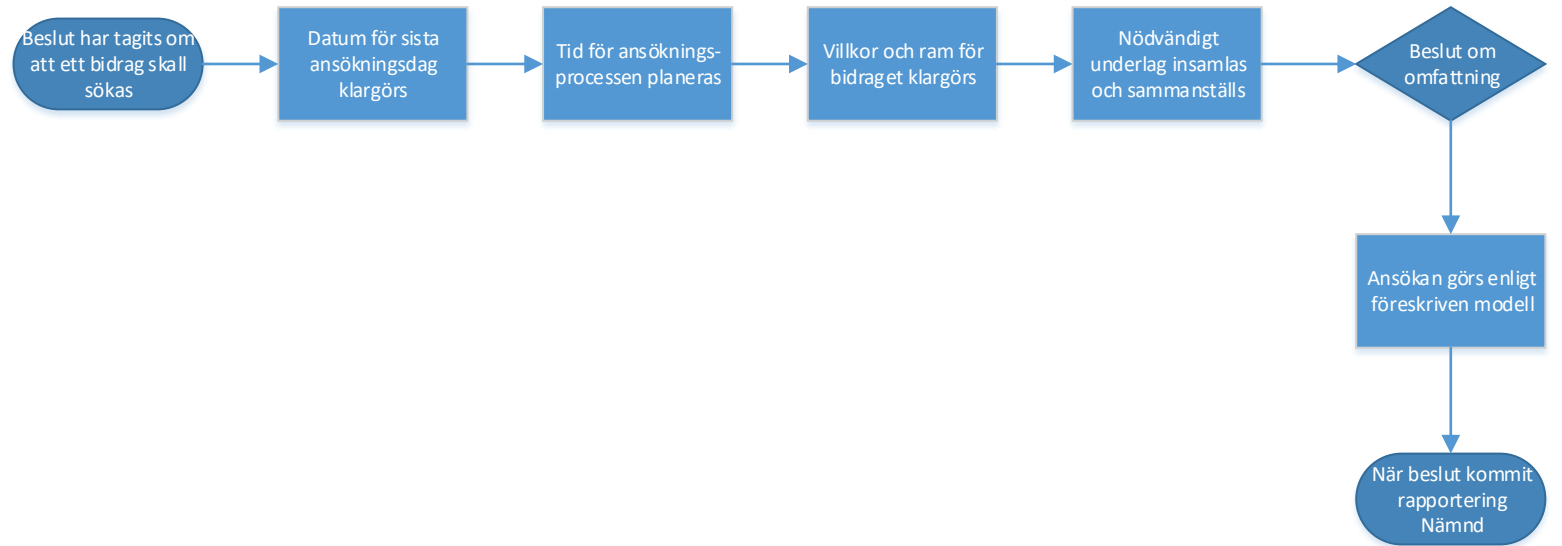 Beslut har tagits om
att ett bidrag skall
sökas
Datum för sista
ansökningsdag
klargörs
Tid för ansöknings-
processen planeras
Villkor och ram för
bidraget klargörs
Nödvändigt
underlag insamlas
och sammanställs
Beslut om
omfattning
Ansökan görs enligt
föreskriven modell
När beslut kommit
rapportering
Nämnd